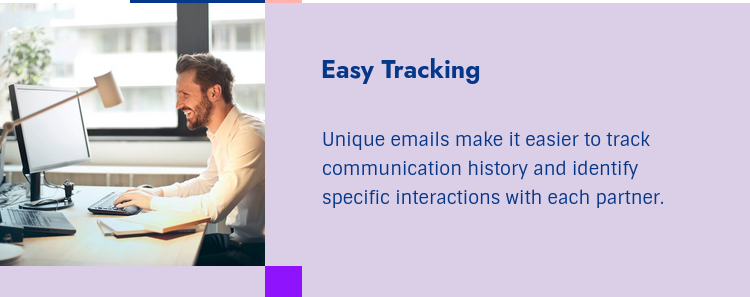 Easy Tracking
Unique emails make it easier to track
communication history and identify
specific interactions with each partner.